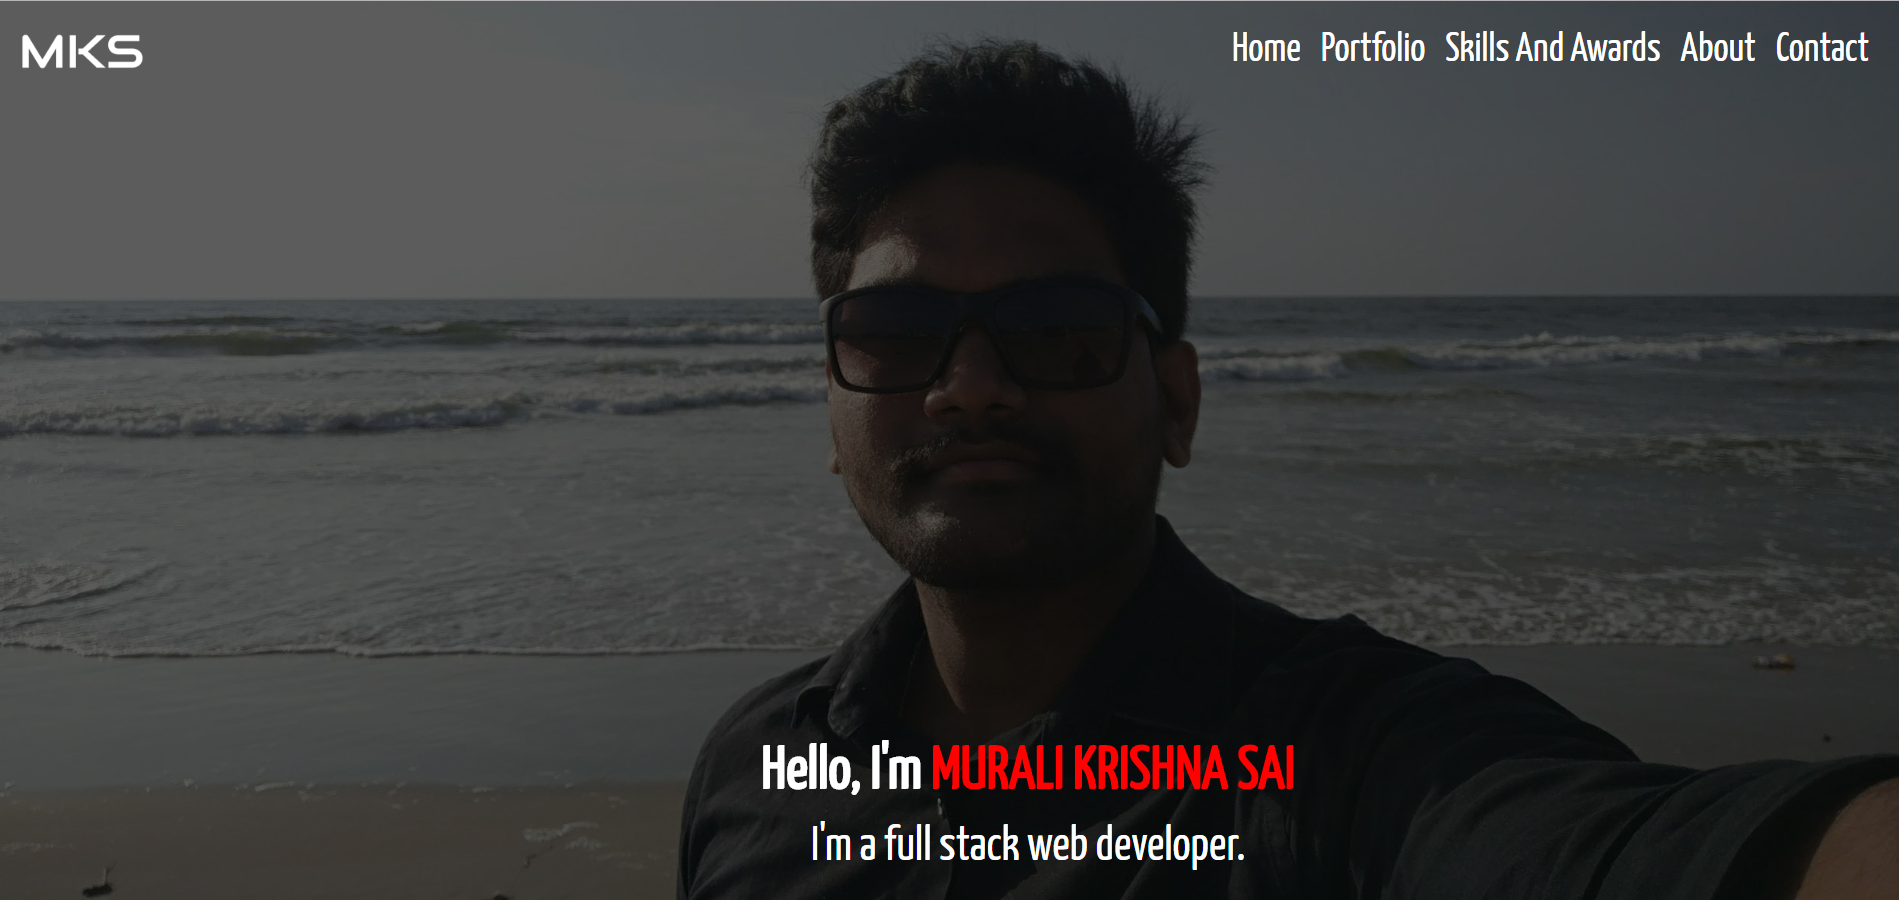 MKS
Home Portfolio Skills And Awards About Contact
Hello, I'm MURALI KRISHNA SAI
I'm a full stack web developer.